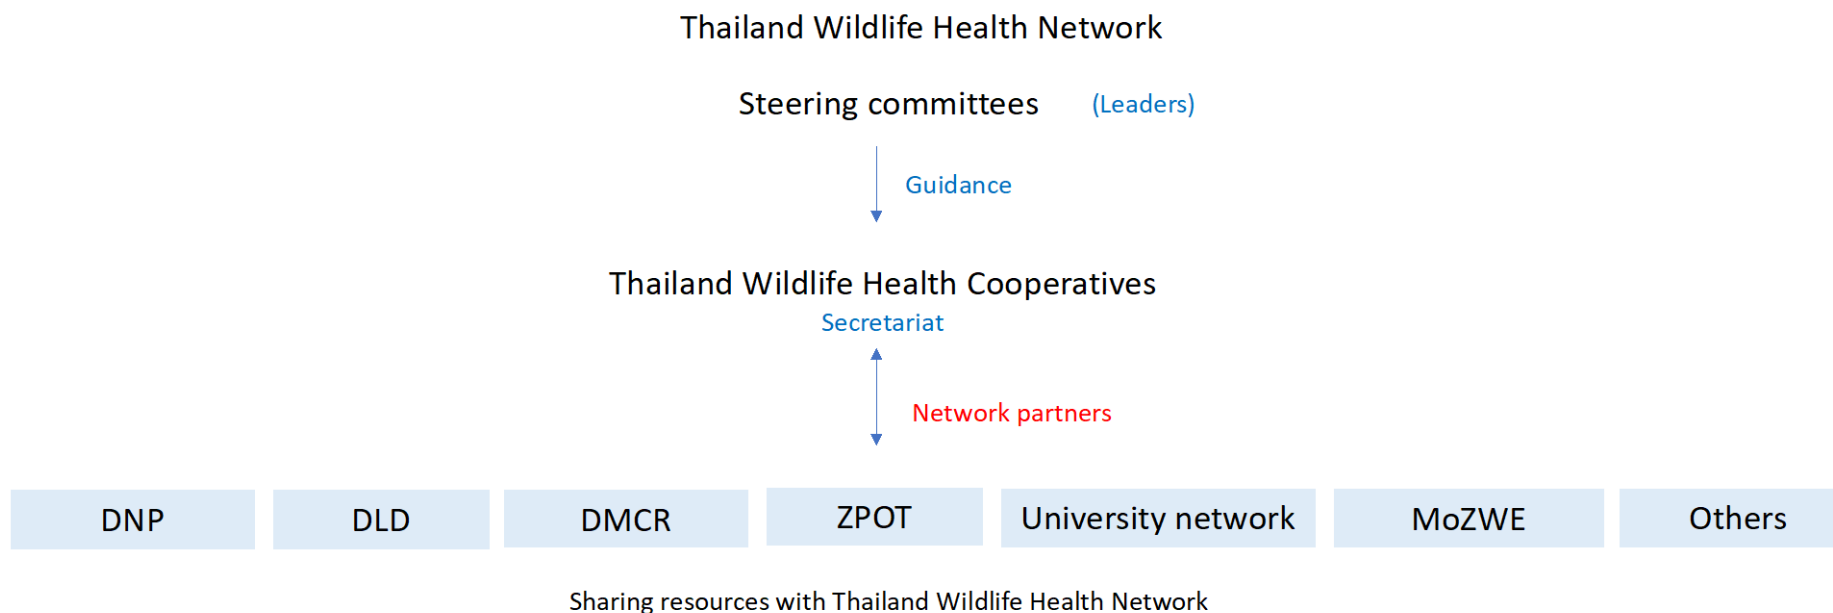 Thailand Wildlife Health Network
Steering committees (Leaders)
Guidance
Thailand Wildlife Health Cooperatives
Secretariat
Network partners
DNP DLD DMCR ZPOT University network MoZWE Others
Sharing resources with Thailand Wildlife Health Network